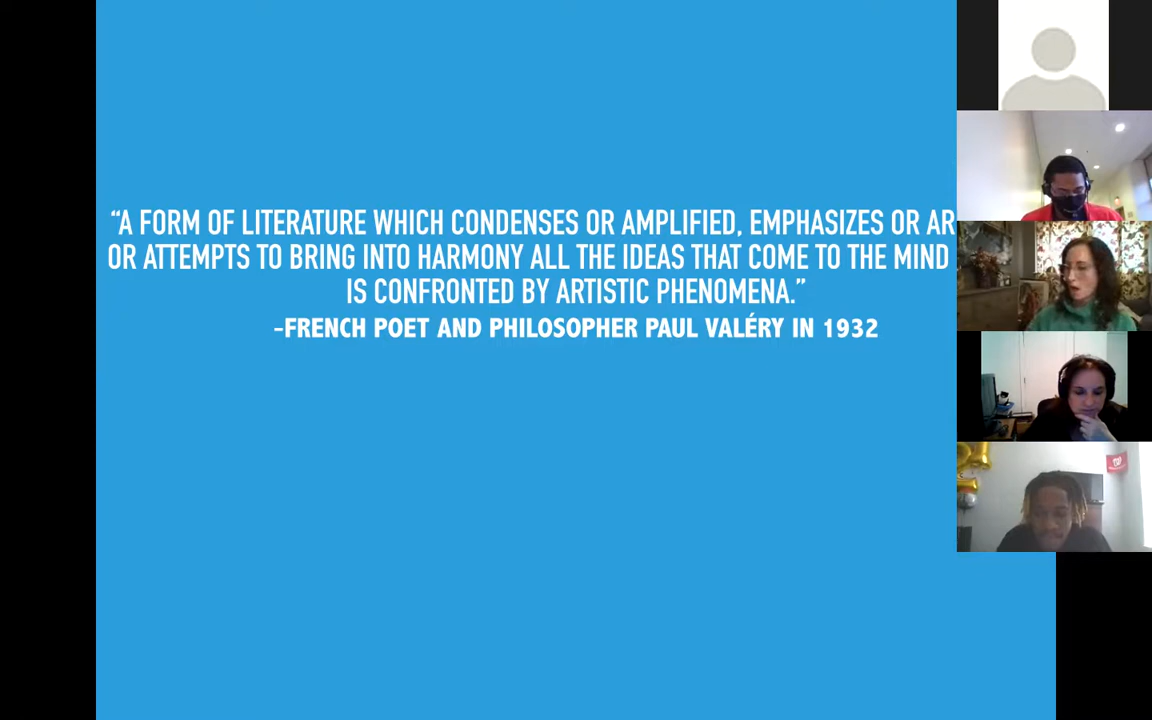 “A FORM OF LITERATURE WHICH CONDENSES OR AMPLIFIED, EMPHASIZES OR
OR ATTEMPTS TO BRING INTO HARMONY ALL THE IDEAS THAT COME TO THE MIND
IS CONFRONTED BY ARTISTIC PHENOMENA.”
-FRENCH POET AND PHILOSOPHER PAUL VALÉRY IN 1932